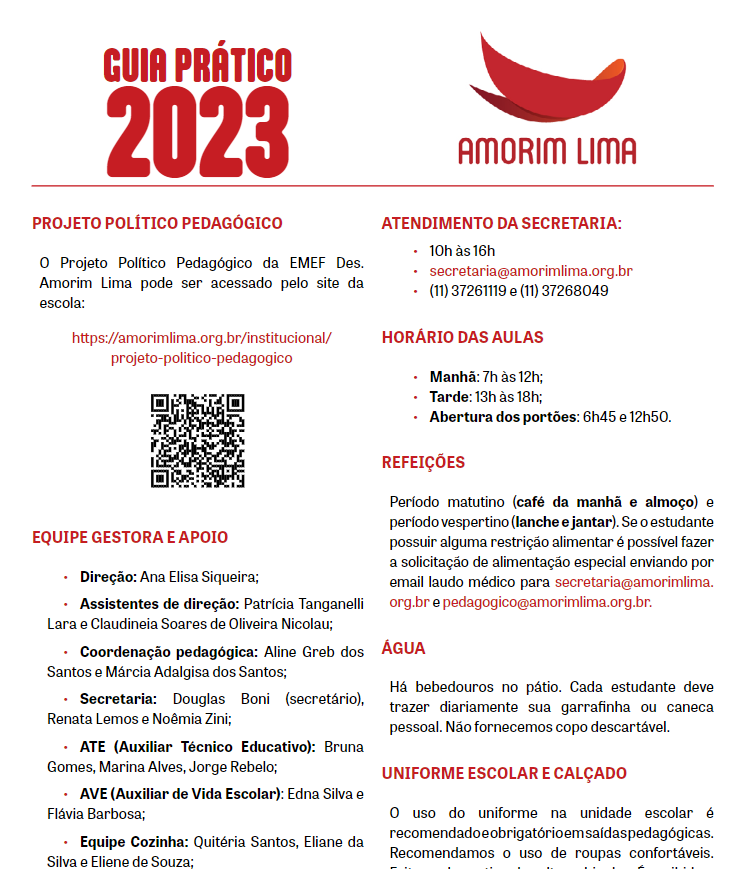 GUIA PRÁTICO
2023
AMORIM LIMA
PROJETO POLÍTICO PEDAGÓGICO
O Projeto Político Pedagógico da EMEF Des.
Amorim Lima pode ser acessado pelo site da
escola:
https://amorimlima.org.br/institucional/
projeto-politico-pedagogico
EQUIPE GESTORA E APOIO
• Direção: Ana Elisa Siqueira;
• Assistentes de direção: Patrícia Tanganelli
Lara e Claudineia Soares de Oliveira Nicolau;
• Coordenação pedagógica: Aline Greb dos
Santos e Márcia Adalgisa dos Santos;
• Secretaria: Douglas Boni (secretário),
Renata Lemos e Noêmia Zini;
• ATE (Auxiliar Técnico Educativo): Bruna
Gomes, Marina Alves, Jorge Rebelo;
• AVE (Auxiliar de Vida Escolar): Edna Silva e
Flávia Barbosa;
• Equipe Cozinha: Quitéria Santos, Eliane da
Silva e Eliene de Souza;
ATENDIMENTO DA SECRETARIA:
• 10h às 16h
• secretaria@amorimlima.org.br
• (11) 37261119 e (11) 37268049
HORÁRIO DAS AULAS
• Manhã: 7h às 12h;
• Tarde: 13h às 18h;
• Abertura dos portões: 6h45 e 12h50.
REFEIÇÕES
Período matutino (café da manhã e almoço) e
período vespertino (lanche e jantar). Se o estudante
possuir alguma restrição alimentar é possível fazer
a solicitação de alimentação especial enviando por
email laudo médico para secretaria@amorimlima.
org.br e pedagogico@amorimlima.org.br.
ÁGUA
Há bebedouros no pátio. Cada estudante deve
trazer diariamente sua garrafinha ou caneca
pessoal. Não fornecemos copo descartável.
UNIFORME ESCOLAR E CALÇADO
O uso do uniforme na unidade escolar é
recomendado e obrigatório em saídas pedagógicas.
Recomendamos o uso de roupas confortáveis.